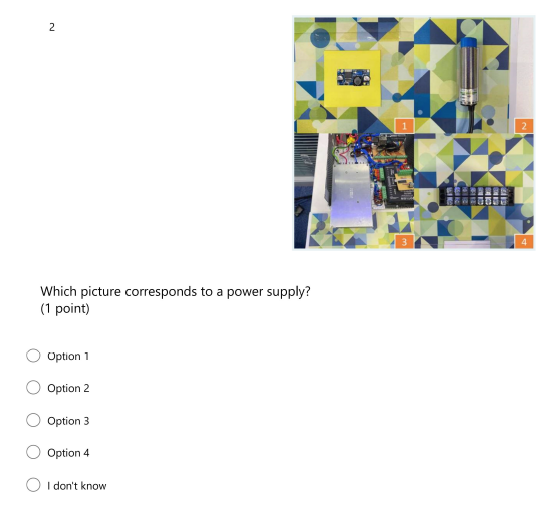 2
1
2
3
4
Which picture corresponds to a power supply?
(1 point)
Option 1
Option 2
Option 3
Option 4
I don't know